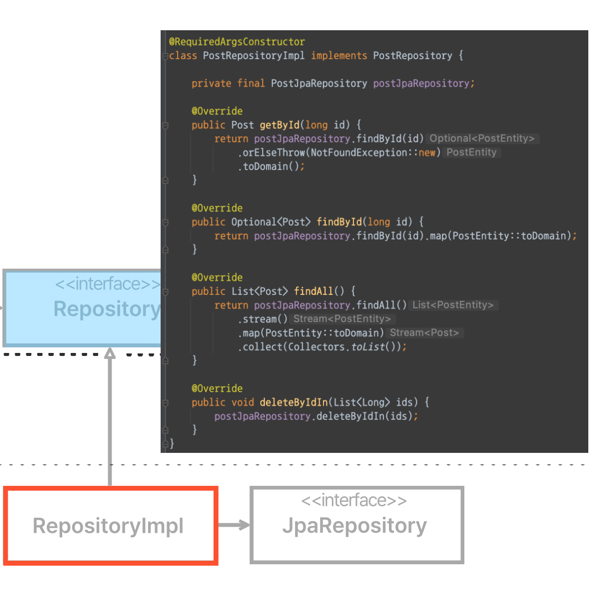 @RequiredArgsConstructor
class PostRepositoryImpl implements PostRepository {
private final PostJpaRepository postJpaRepository;
@Override
public Post getById(long id) {
return postJpaRepository.findById(id) Optional<PostEntity>
.orElseThrow(NotFoundException::new) PostEntity
.toDomain();
}
@Override
public Optional<Post> findById(long id) {
return postJpaRepository.findById(id).map(PostEntity::toDomain);
}
@Override
public List<Post> findAll() {
return postJpaRepository.findAll() List<PostEntity>
.stream() Stream<PostEntity>
.map(PostEntity::toDomain) Stream<Post>
.collect(Collectors.toList());
}
@Override
public void deleteByIdIn(List<Long> ids) {
postJpaRepository.deleteByIdIn(ids);
}
}
<<interface>>
Repository
RepositoryImpl
<<interface>>
JpaRepository